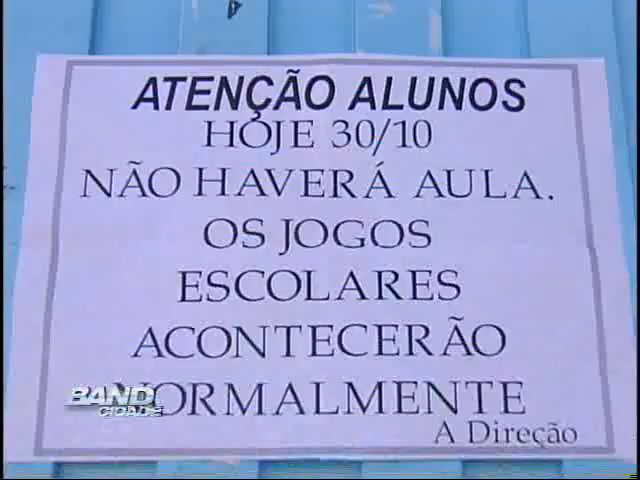 ATENÇÃO ALUNOS
HOJE 30/10
NÃO HAVERÁ AULA.
OS JOGOS
ESCOLARES
ACONTECERÃO
NORMALMENTE
A Direção
BAND
CIDADE